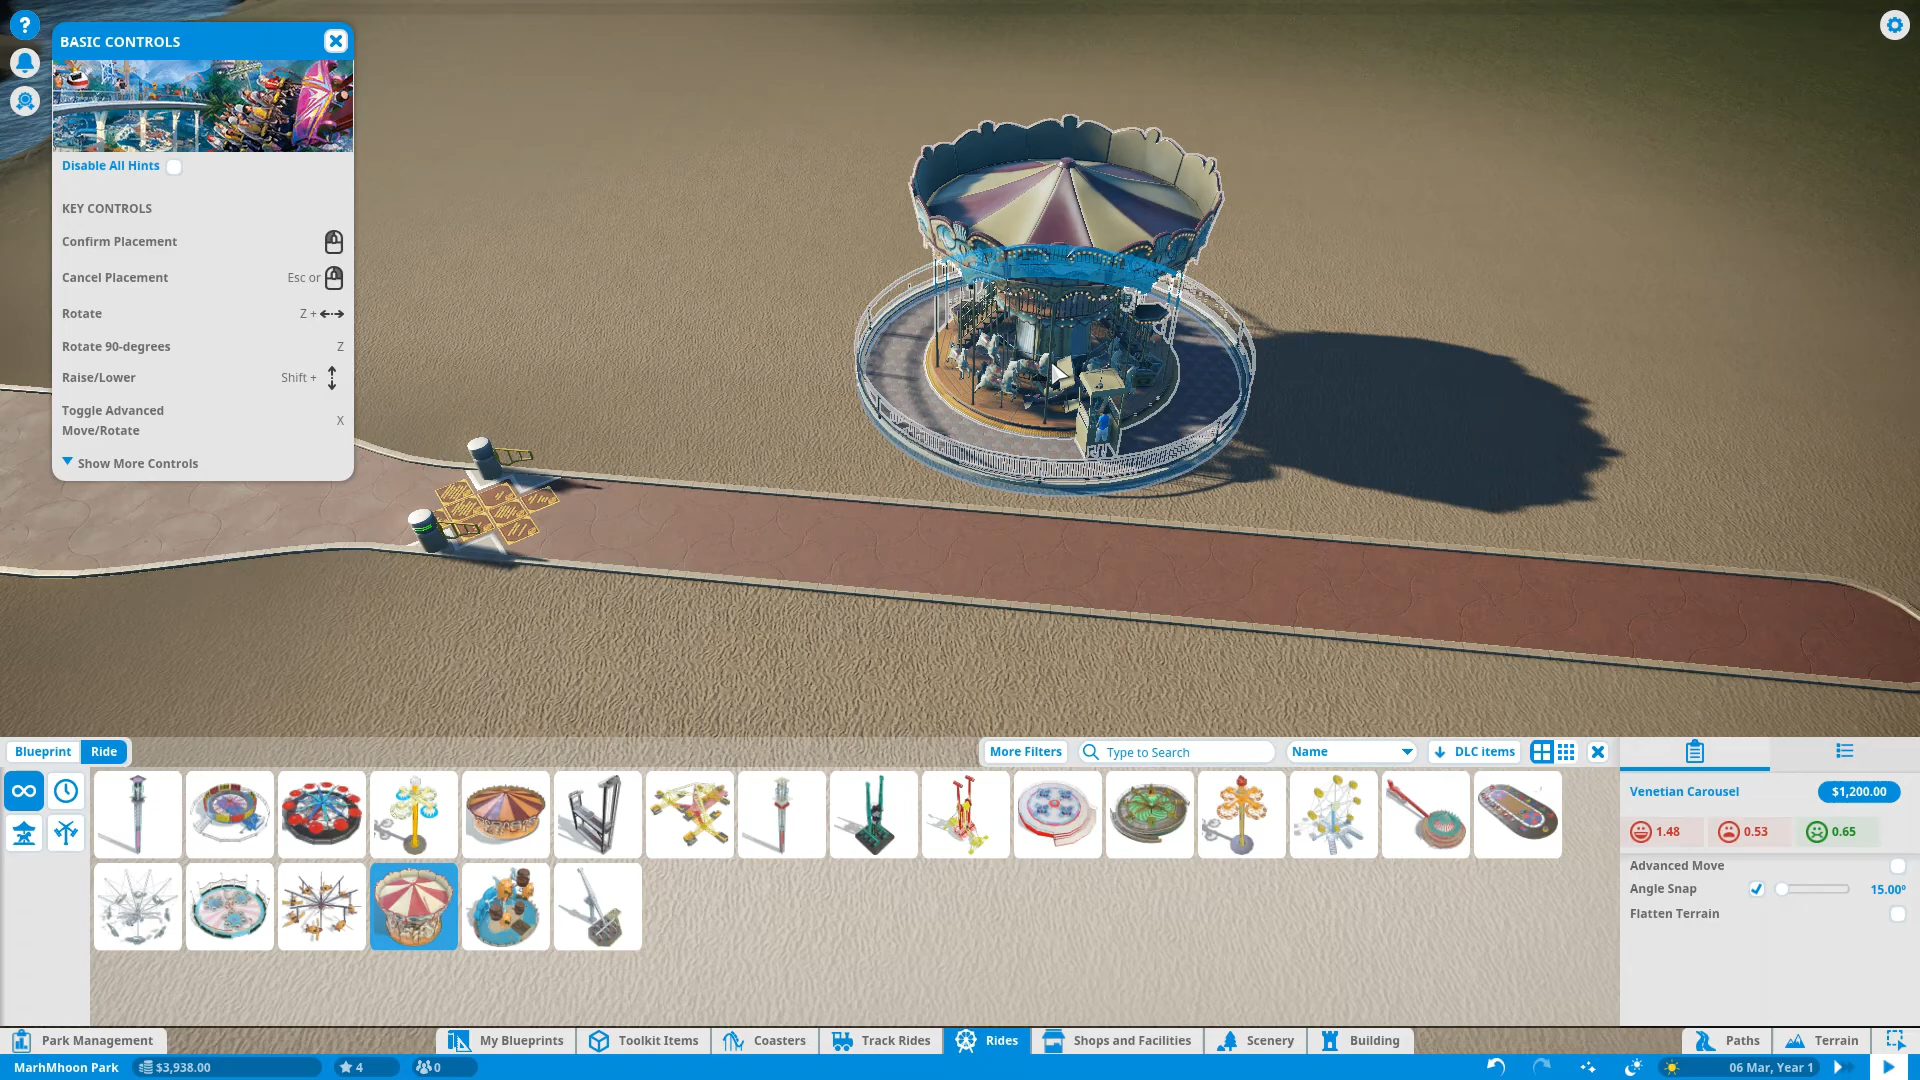 ?
BASIC CONTROLS
Disable All Hints
KEY CONTROLS
Confirm Placement
Cancel Placement Esc or
Rotate Z +
Rotate 90-degrees Z
Raise/Lower Shift +
Toggle Advanced
Move/Rotate X
Show More Controls
Blueprint Ride
More Filters Type to Search Name DLC items
Venetian Carousel $1,200.00
1.48 0.53 0.65
Advanced Move
Angle Snap 15.00°
Flatten Terrain
Park Management My Blueprints Toolkit Items Coasters Track Rides Rides Shops and Facilities Scenery Building Paths Terrain
MarhMhoon Park $3,938.00 4 0 06 Mar, Year 1